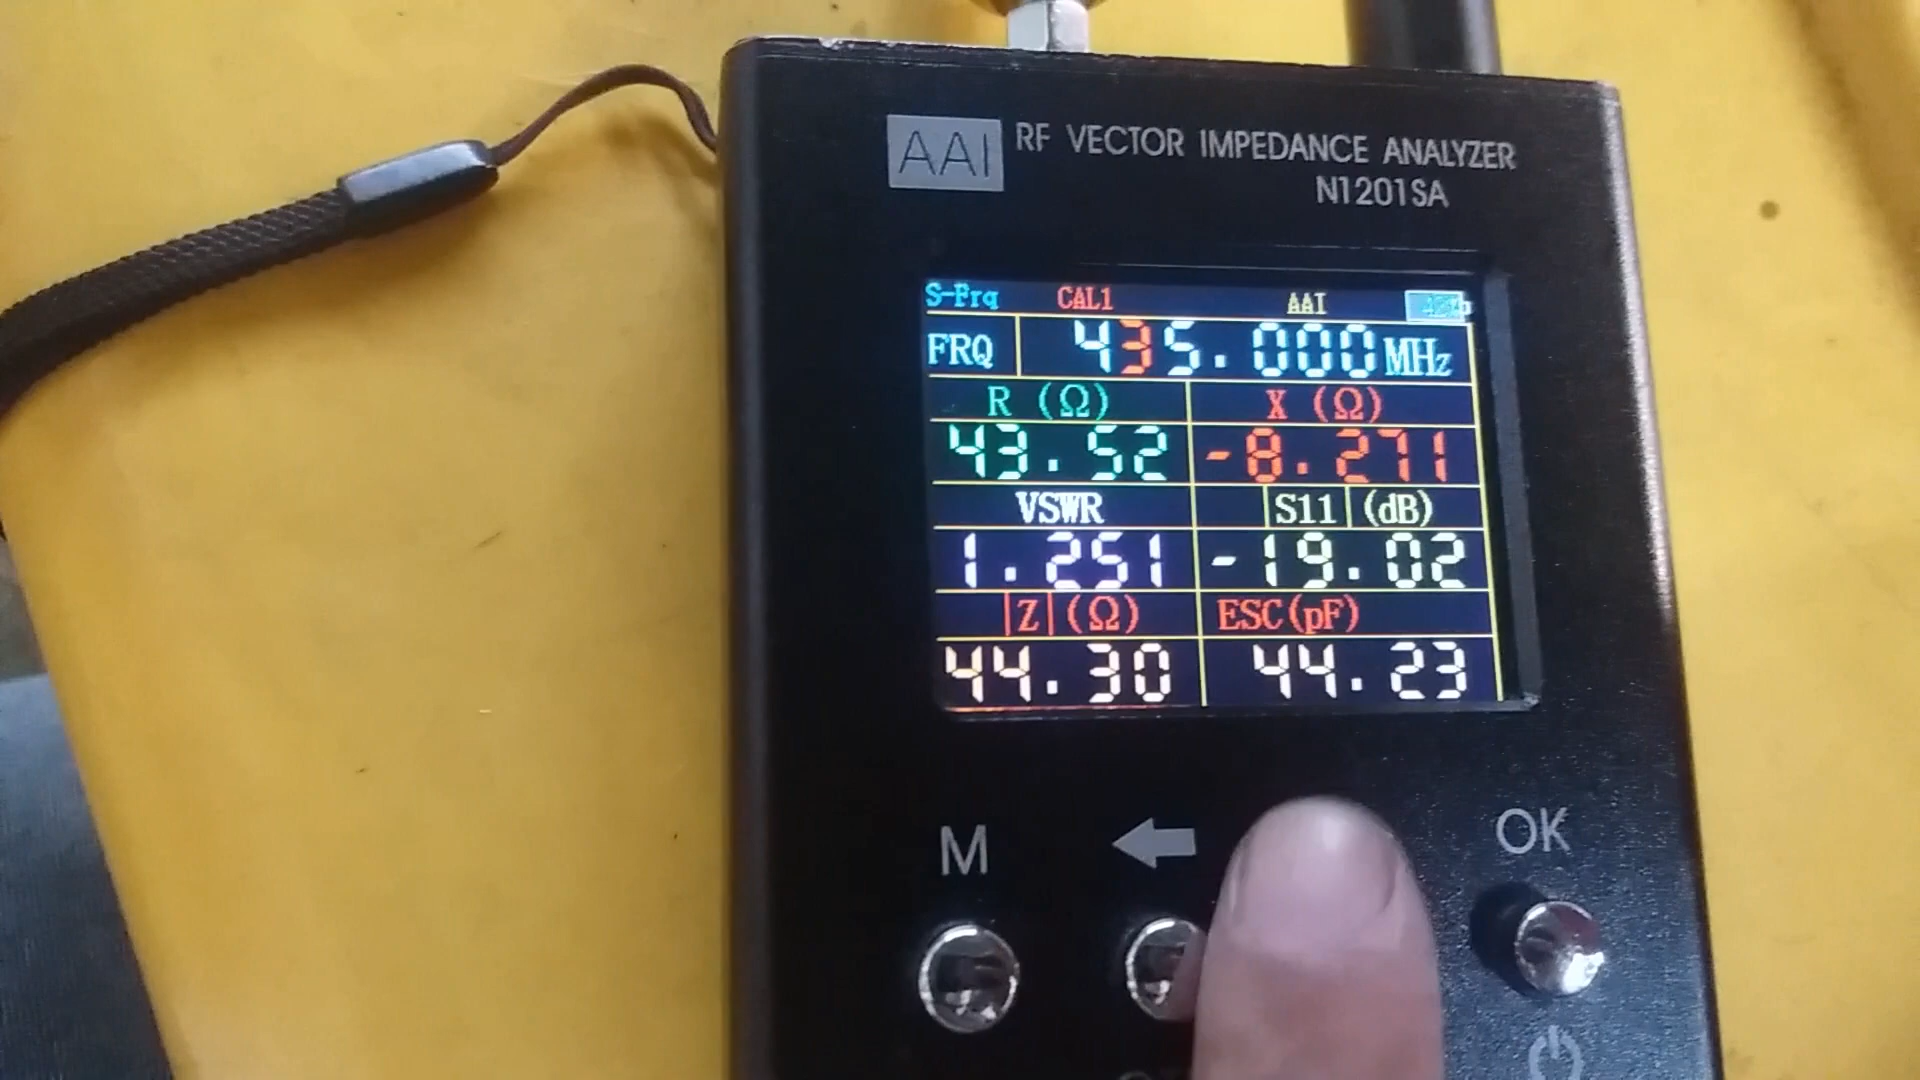 AAI RF VECTOR IMPEDANCE ANALYZER
N1201SA
S-Frq CAL1 AAI
FRQ 435.000MHz
R (Ω) X (Ω)
43.52 -8.271
VSWR |S11| (dB)
1.251 -19.02
|Z| (Ω) ESC(pF)
44.30 44.23
M OK